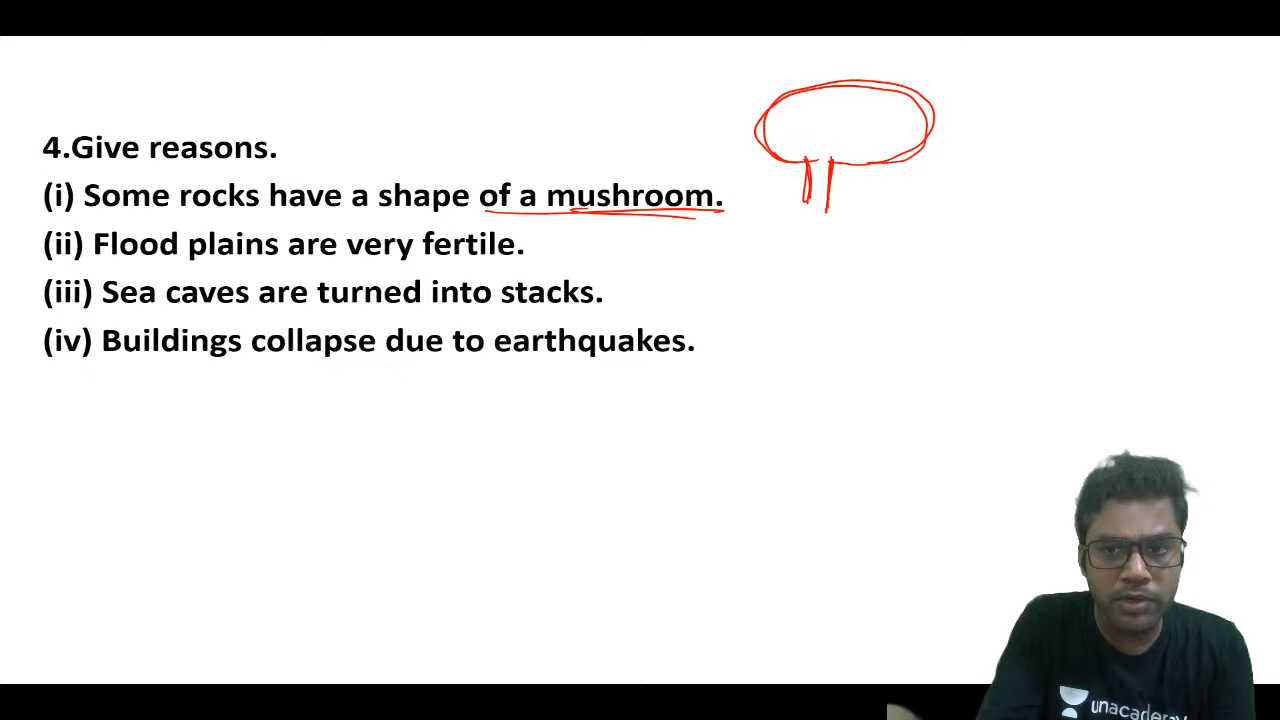 4.Give reasons.
(i) Some rocks have a shape of a mushroom.
(ii) Flood plains are very fertile.
(iii) Sea caves are turned into stacks.
(iv) Buildings collapse due to earthquakes.